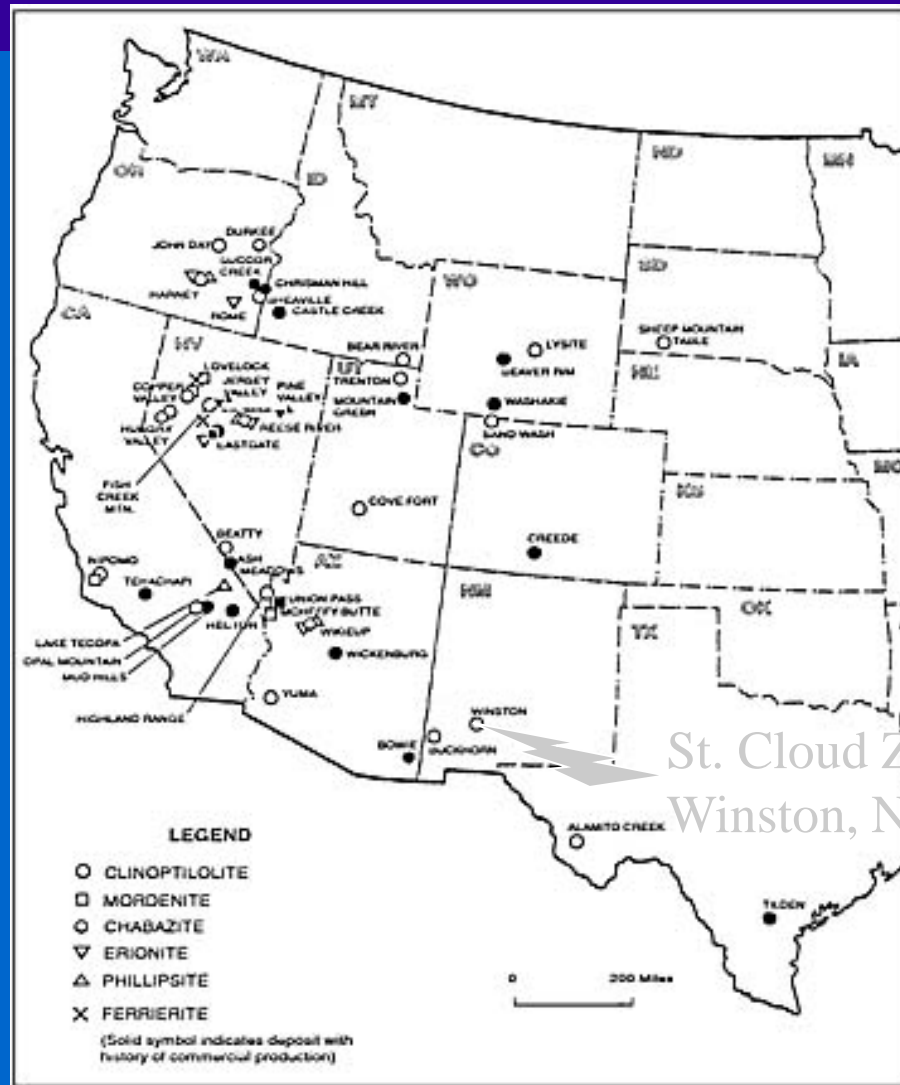 WA
MT
ND
MN
OR
ID
DURKEE
JOHN DAY
SUCCOR
CREEK
CHRISMAN HILL
HARNEY
SHEAVILLE
ROME
CASTLE CREEK
WO
SD
SHEEP MOUNTAIN
TABLE
CA
NV
BEAR RIVER
LYSITE
LOVELOCK
UT
TRENTON
BEAVER RIM
IA
COPPER
VALLEY
JERSEY
VALLEY
PINE
VALLEY
MOUNTAIN
GREEN
WASHAKIE
HUNGRY
VALLEY
REESE RIVER
EASTGATE
SAND WASH
CO
FISH
CREEK
MTN.
COVE FORT
KS
BEATTY
CREEDE
ASH
MEADOWS
AZ
NIPOMO
TEHACHAPI
UNION PASS
MCHEFFY BUTTE
NM
OK
HECTOR
WIKIEUP
TX
LAKE TECOPA
OPAL MOUNTAIN
MUD HILLS
WICKENBURG
YUMA
HIGHLAND RANGE
WINSTON
BOWIE
BUCKHORN
St. Cloud Z
Winston, N
ALAMITO CREEK
TILDEN
LEGEND
CLINOPTILOLITE
MORDENITE
CHABAZITE
ERIONITE
PHILLIPSITE
FERRIERITE
(Solid symbol indicates deposit with
history of commercial production)
0 200 Miles